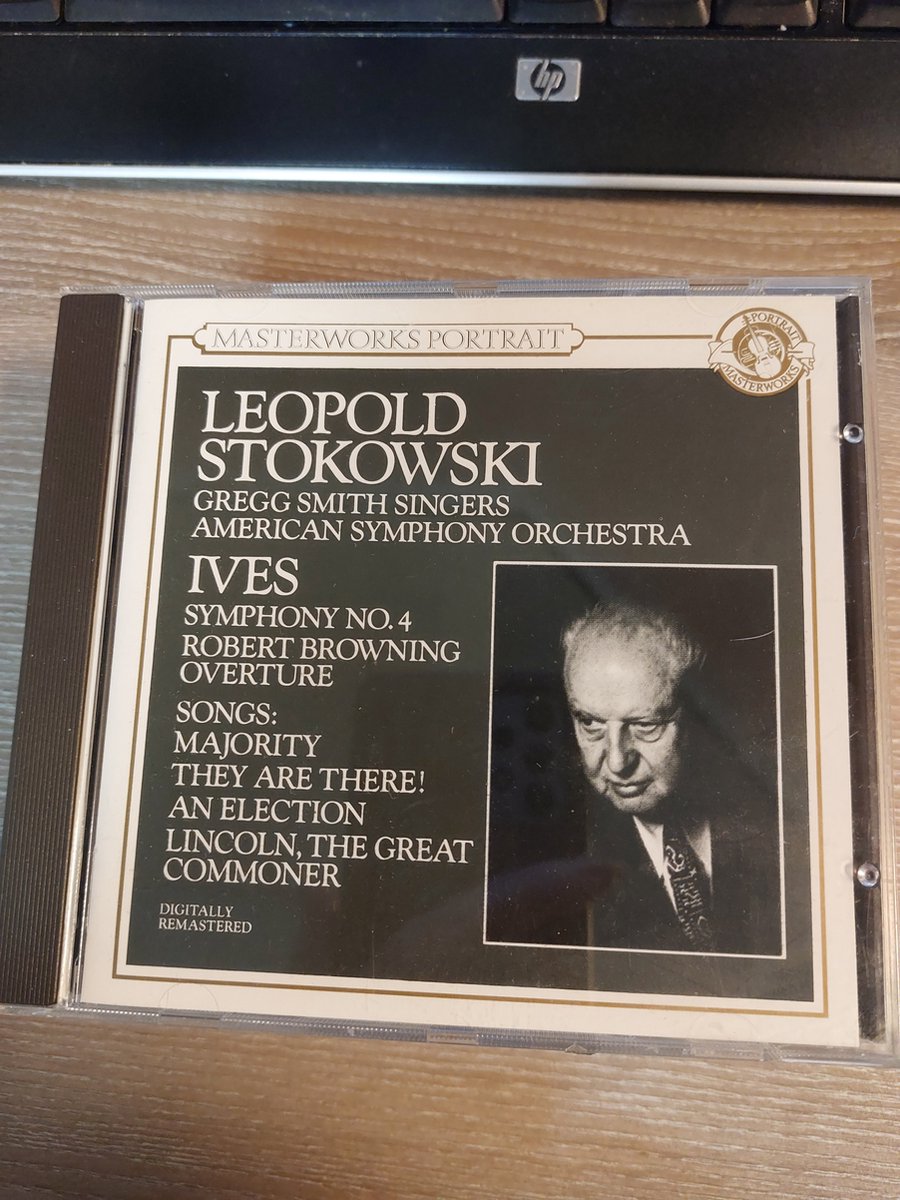 hp
MASTERWORKS PORTRAIT
PORTRAIT
MASTERWORKS
LEOPOLD
STOKOWSKI
GREGG SMITH SINGERS
AMERICAN SYMPHONY ORCHESTRA
IVES
SYMPHONY NO. 4
ROBERT BROWNING
OVERTURE
SONGS:
MAJORITY
THEY ARE THERE!
AN ELECTION
LINCOLN, THE GREAT
COMMONER
DIGITALLY
REMASTERED